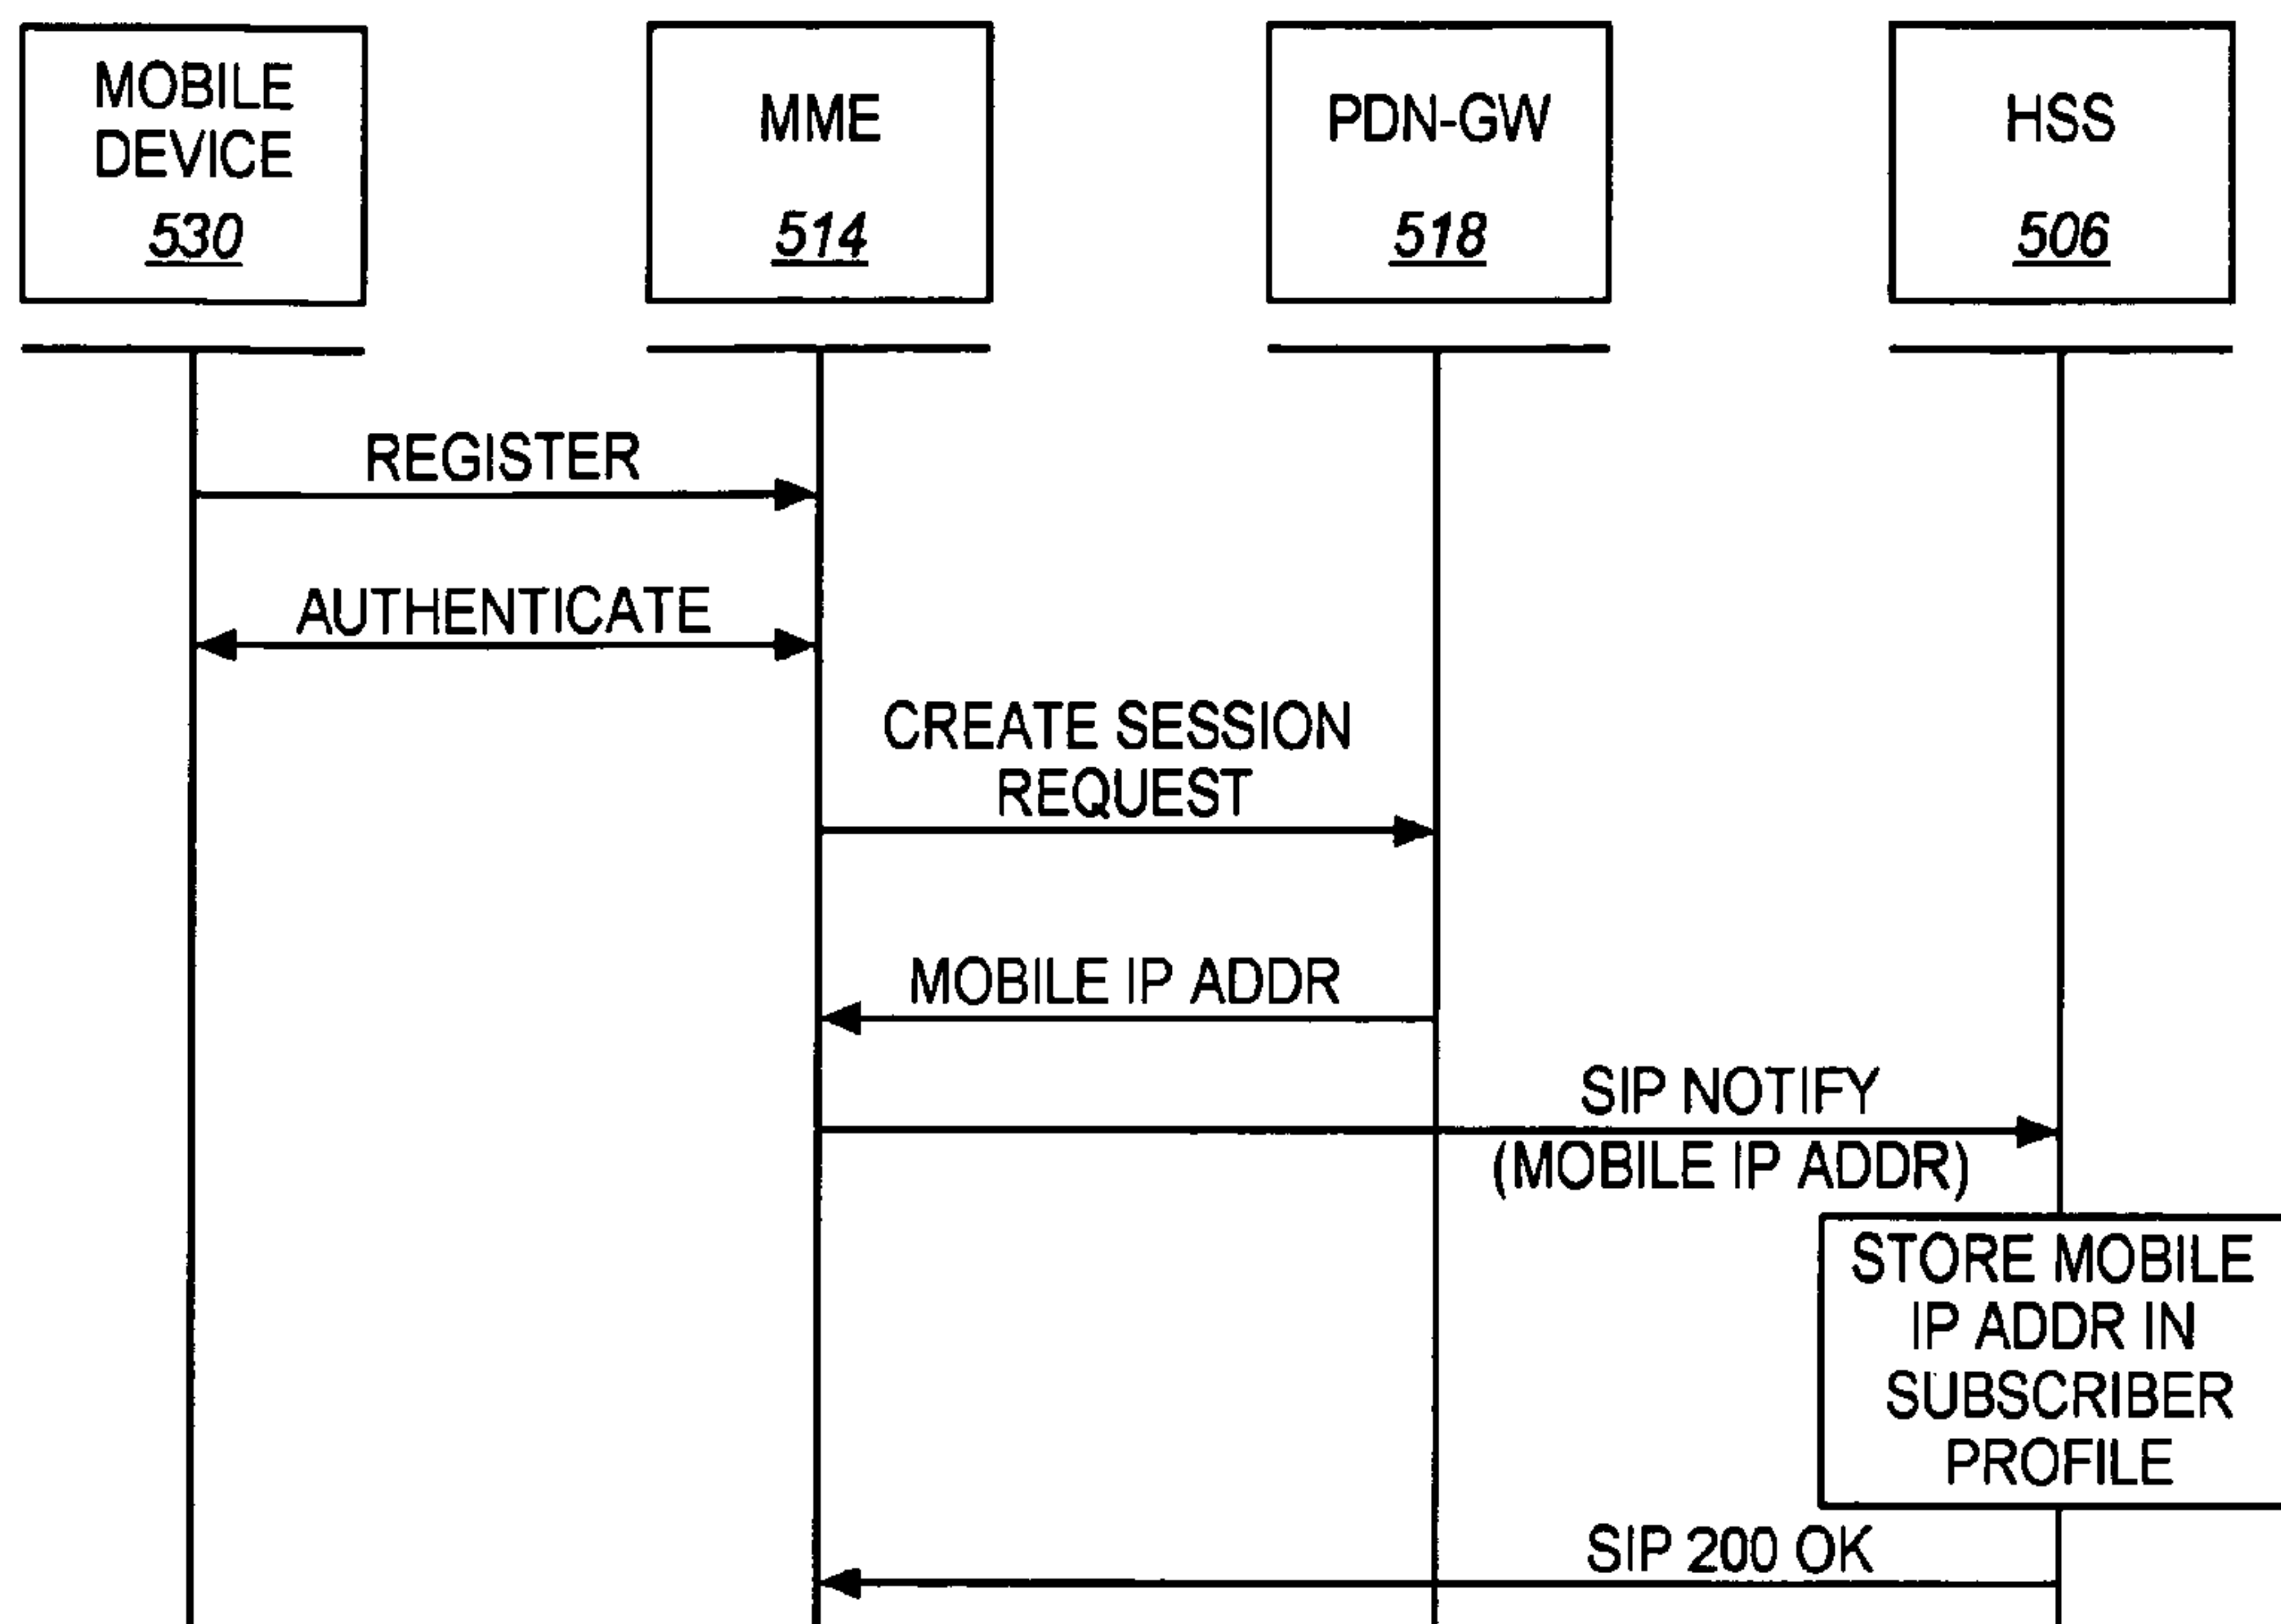 MOBILE
DEVICE
530
MME
514
PDN-GW
518
HSS
506
REGISTER
AUTHENTICATE
CREATE SESSION
REQUEST
MOBILE IP ADDR
SIP NOTIFY
(MOBILE IP ADDR)
STORE MOBILE
IP ADDR IN
SUBSCRIBER
PROFILE
SIP 200 OK